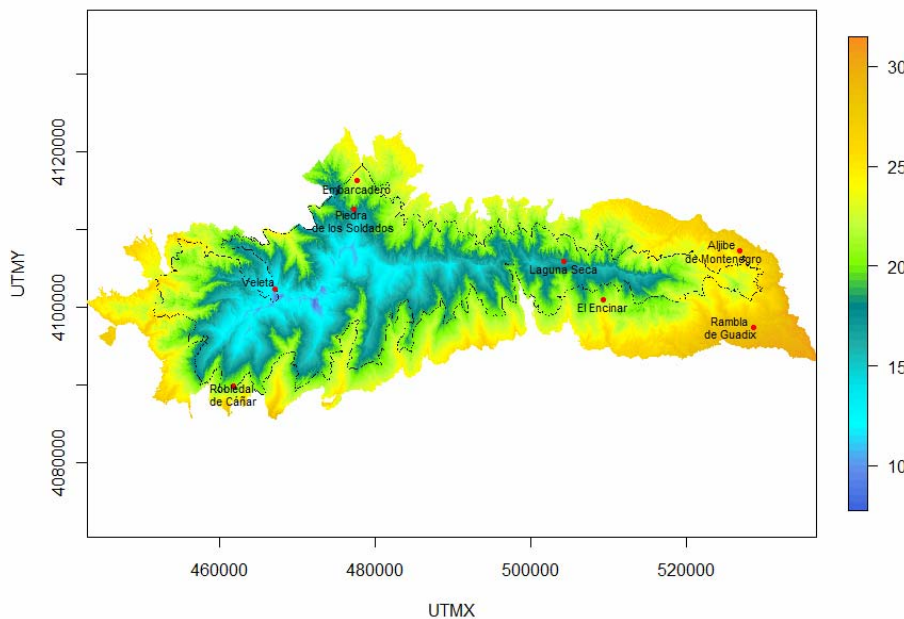 4120000
4100000
4080000
UTMY
460000
480000
500000
520000
UTMX
30
25
20
15
10
Embarcadero
Piedra
de los Soldados
Veleta
Laguna Seca
El Encinar
Aljibe
de Montenegro
Rambla
de Guadix
Robledal
de Cáñar